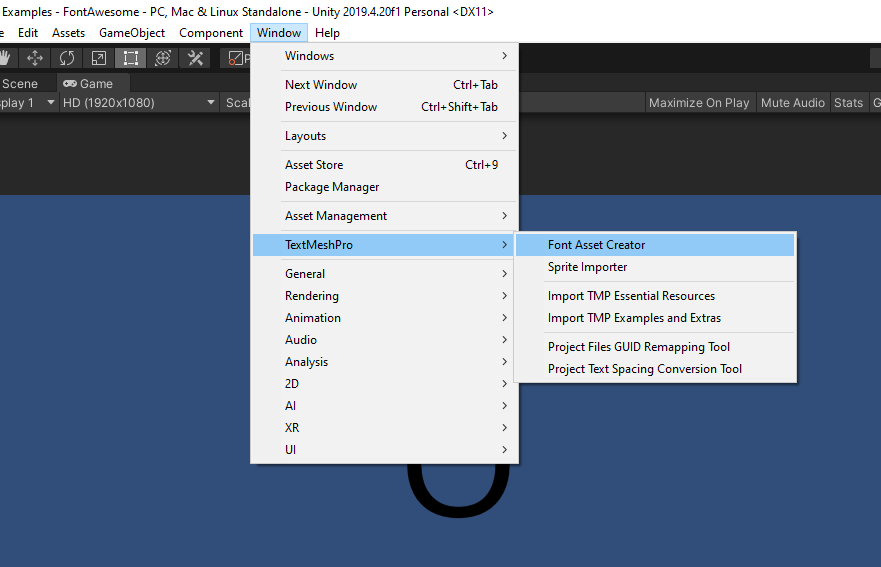 Examples - FontAwesome - PC, Mac & Linux Standalone - Unity 2019.4.20f1 Personal <DX11>
Edit Assets GameObject Component Window Help
Scene Game
Display 1 HD (1920x1080) Scal Maximize On Play Mute Audio Stats G
Windows
Next Window Ctrl+Tab
Previous Window Ctrl+Shift+Tab
Layouts
Asset Store Ctrl+9
Package Manager
Asset Management
TextMeshPro
Font Asset Creator
Sprite Importer
Import TMP Essential Resources
Import TMP Examples and Extras
Project Files GUID Remapping Tool
Project Text Spacing Conversion Tool
General
Rendering
Animation
Audio
Analysis
2D
AI
XR
UI